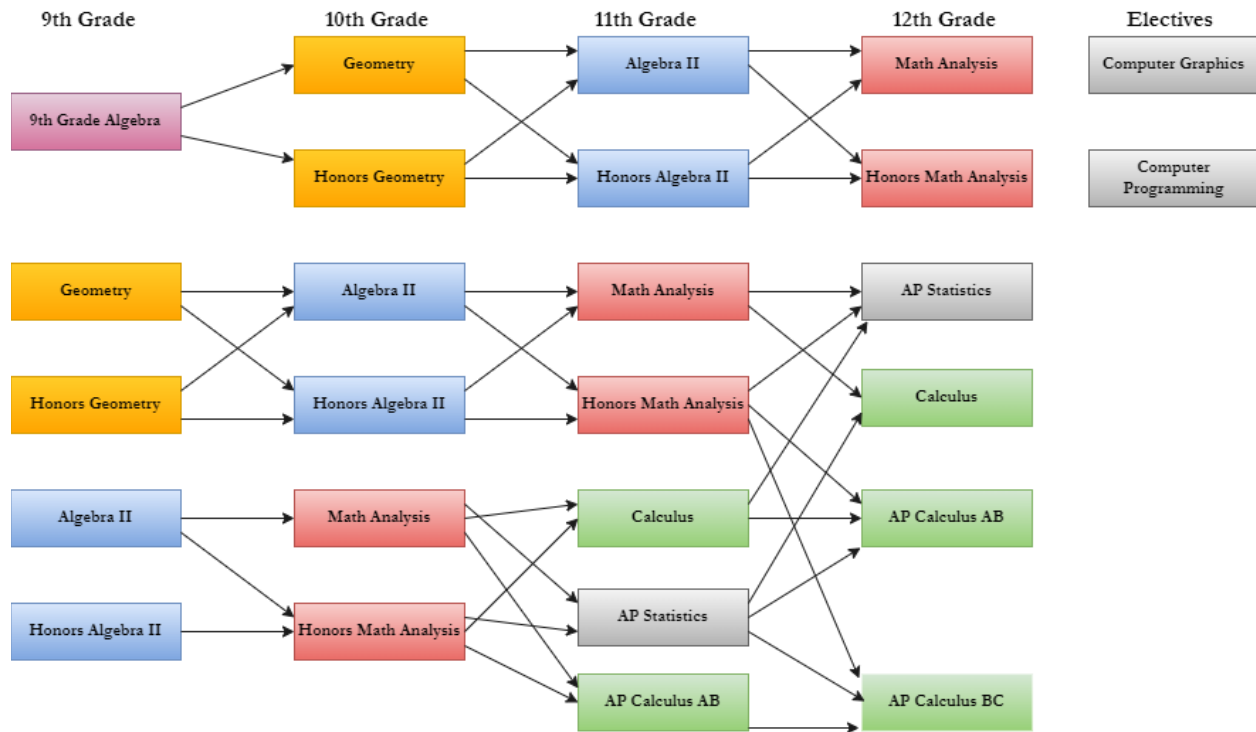 9th Grade
10th Grade
11th Grade
12th Grade
Electives
9th Grade Algebra
Geometry
Algebra II
Math Analysis
Computer Graphics
Honors Geometry
Honors Algebra II
Honors Math Analysis
Computer
Programming
Geometry
Algebra II
Math Analysis
AP Statistics
Honors Geometry
Honors Algebra II
Honors Math Analysis
Calculus
Algebra II
Math Analysis
Calculus
AP Calculus AB
Honors Algebra II
Honors Math Analysis
AP Statistics
AP Calculus AB
AP Calculus BC